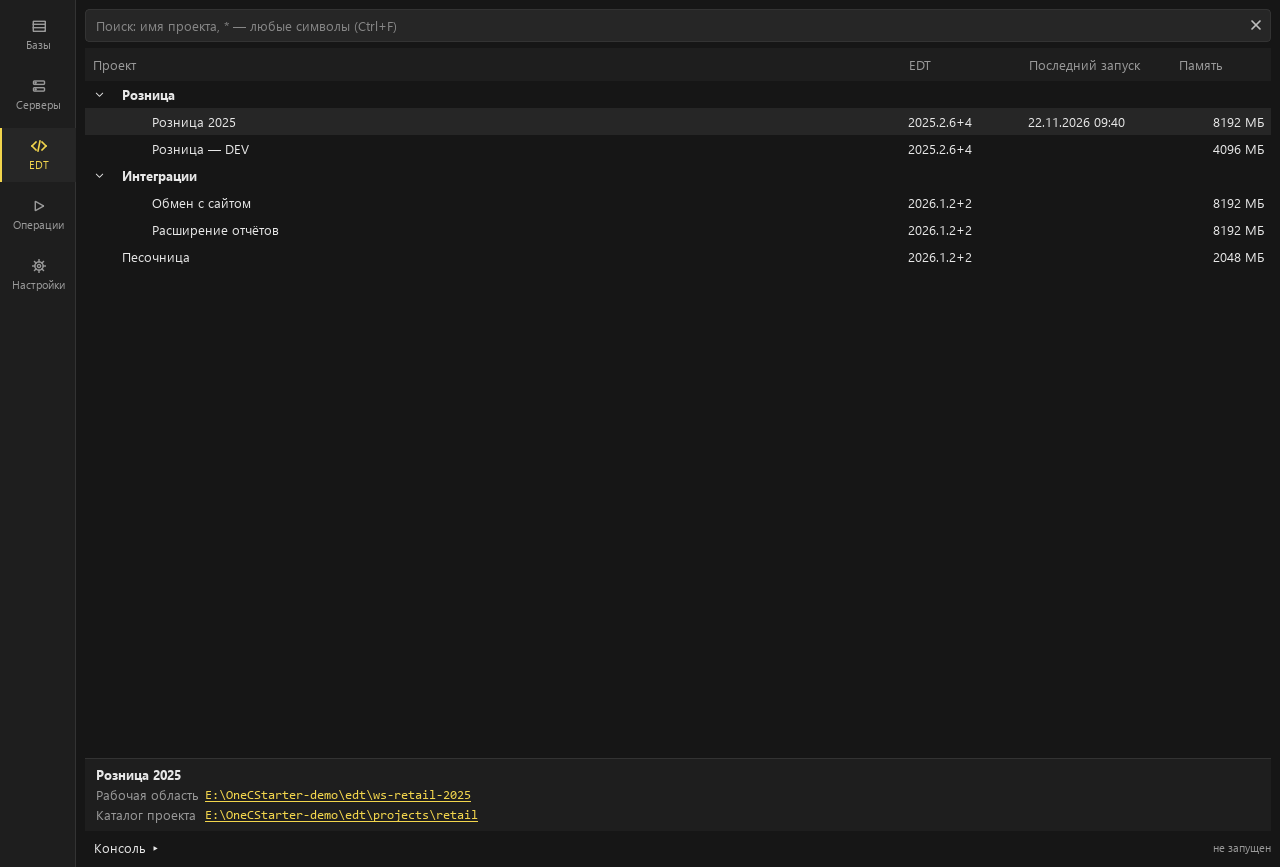 Базы
Серверы
EDT
Операции
Настройки
Поиск: имя проекта, * — любые символы (Ctrl+F)
Проект EDT Последний запуск Память
Розница
Розница 2025 2025.2.6+4 22.11.2026 09:40 8192 МБ
Розница — DEV 2025.2.6+4 4096 МБ
Интеграции
Обмен с сайтом 2026.1.2+2 8192 МБ
Расширение отчётов 2026.1.2+2 8192 МБ
Песочница 2026.1.2+2 2048 МБ
Розница 2025
Рабочая область E:\OneCStarter-demo\edt\ws-retail-2025
Каталог проекта E:\OneCStarter-demo\edt\projects\retail
Консоль ‣ не запущен